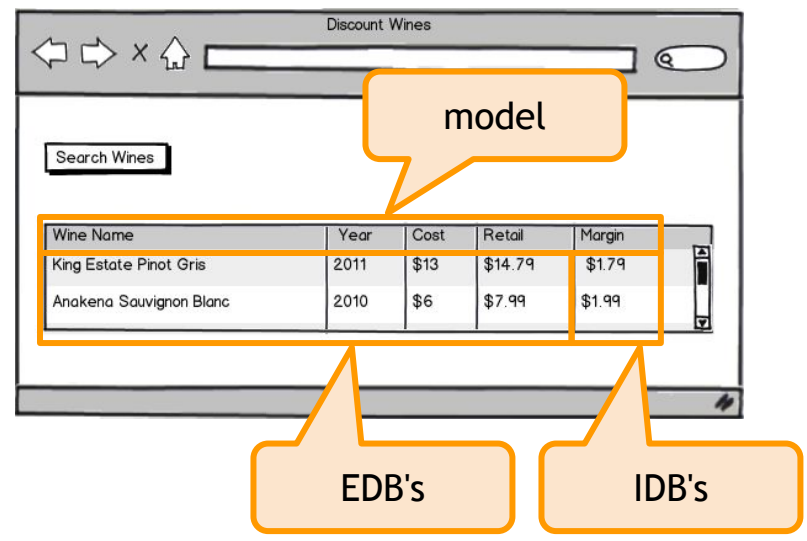 Discount Wines
model
Search Wines
Wine Name Year Cost Retail Margin
King Estate Pinot Gris 2011 $13 $14.79 $1.79
Anakena Sauvignon Blanc 2010 $6 $7.99 $1.99
EDB's IDB's